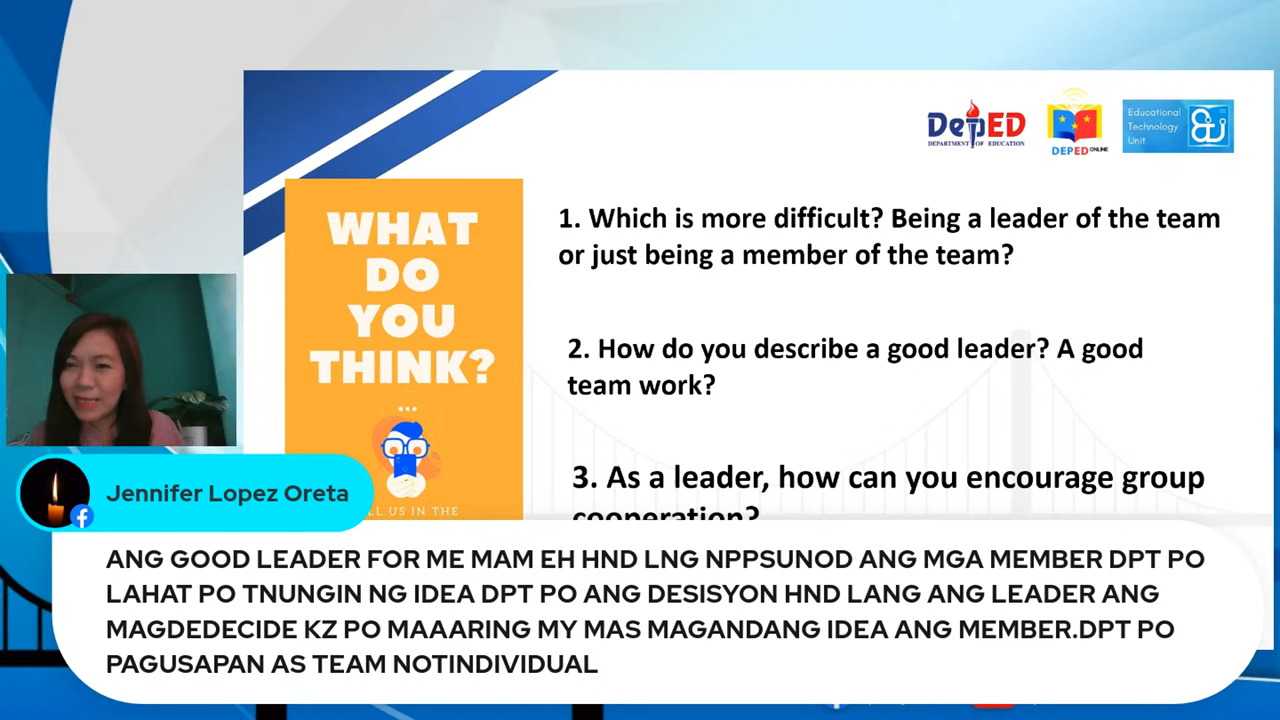 DepED
DEPARTMENT OF EDUCATION
DEPED ONLINE
Educational
Technology
Unit
WHAT
DO
YOU
THINK?
...
LL US IN THE
1. Which is more difficult? Being a leader of the team
or just being a member of the team?
2. How do you describe a good leader? A good
team work?
3. As a leader, how can you encourage group
cooperation?
Jennifer Lopez Oreta
ANG GOOD LEADER FOR ME MAM EH HND LNG NPPSUNOD ANG MGA MEMBER DPT PO
LAHAT PO TNUNGIN NG IDEA DPT PO ANG DESISYON HND LANG ANG LEADER ANG
MAGDEDECIDE KZ PO MAAARING MY MAS MAGANDANG IDEA ANG MEMBER.DPT PO
PAGUSAPAN AS TEAM NOTINDIVIDUAL